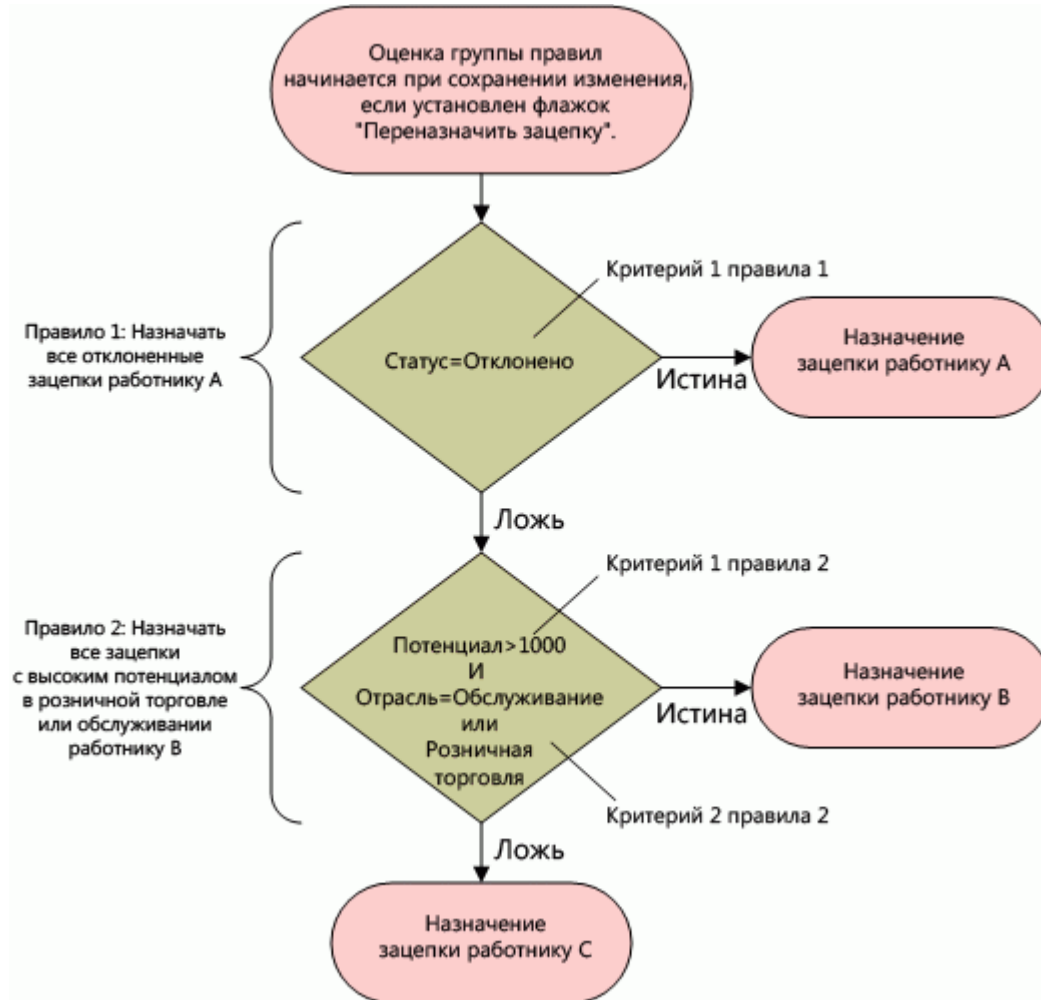 Оценка группы правил
начинается при сохранении изменения,
если установлен флажок
"Переназначить зацепку".
Критерий 1 правила 1
Правило 1: Назначать
все отклоненные
зацепки работнику A
Статус=Отклонено
Истина
Назначение
зацепки работнику A
Ложь
Критерий 1 правила 2
Правило 2: Назначать
все зацепки
с высоким потенциалом
в розничной торговле
или обслуживании
работнику B
Потенциал>1000
И
Отрасль=Обслуживание
или
Розничная
торговля
Истина
Назначение
зацепки работнику B
Критерий 2 правила 2
Ложь
Назначение
зацепки работнику C